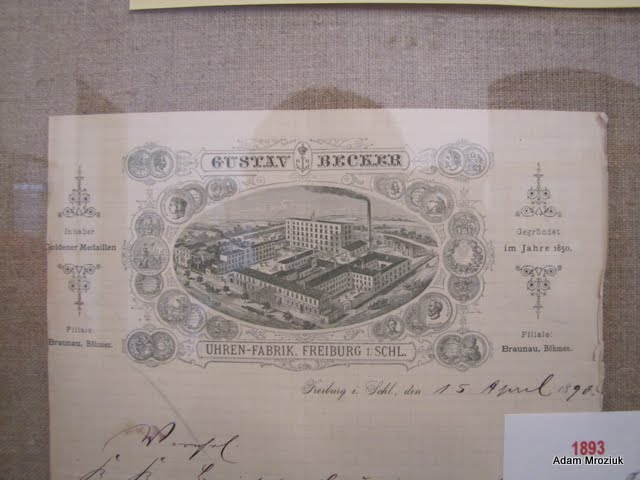 GUSTAV BECKER
Inhaber
Goldener Medaillen
Gegründet
im Jahre 1850.
Filiale:
Braunau, Böhmen.
Filiale:
Braunau, Böhmen.
UHREN-FABRIK, FREIBURG i. SCHL.
Freiburg i. Schl., den 15 April
1893
Adam Mroziuk